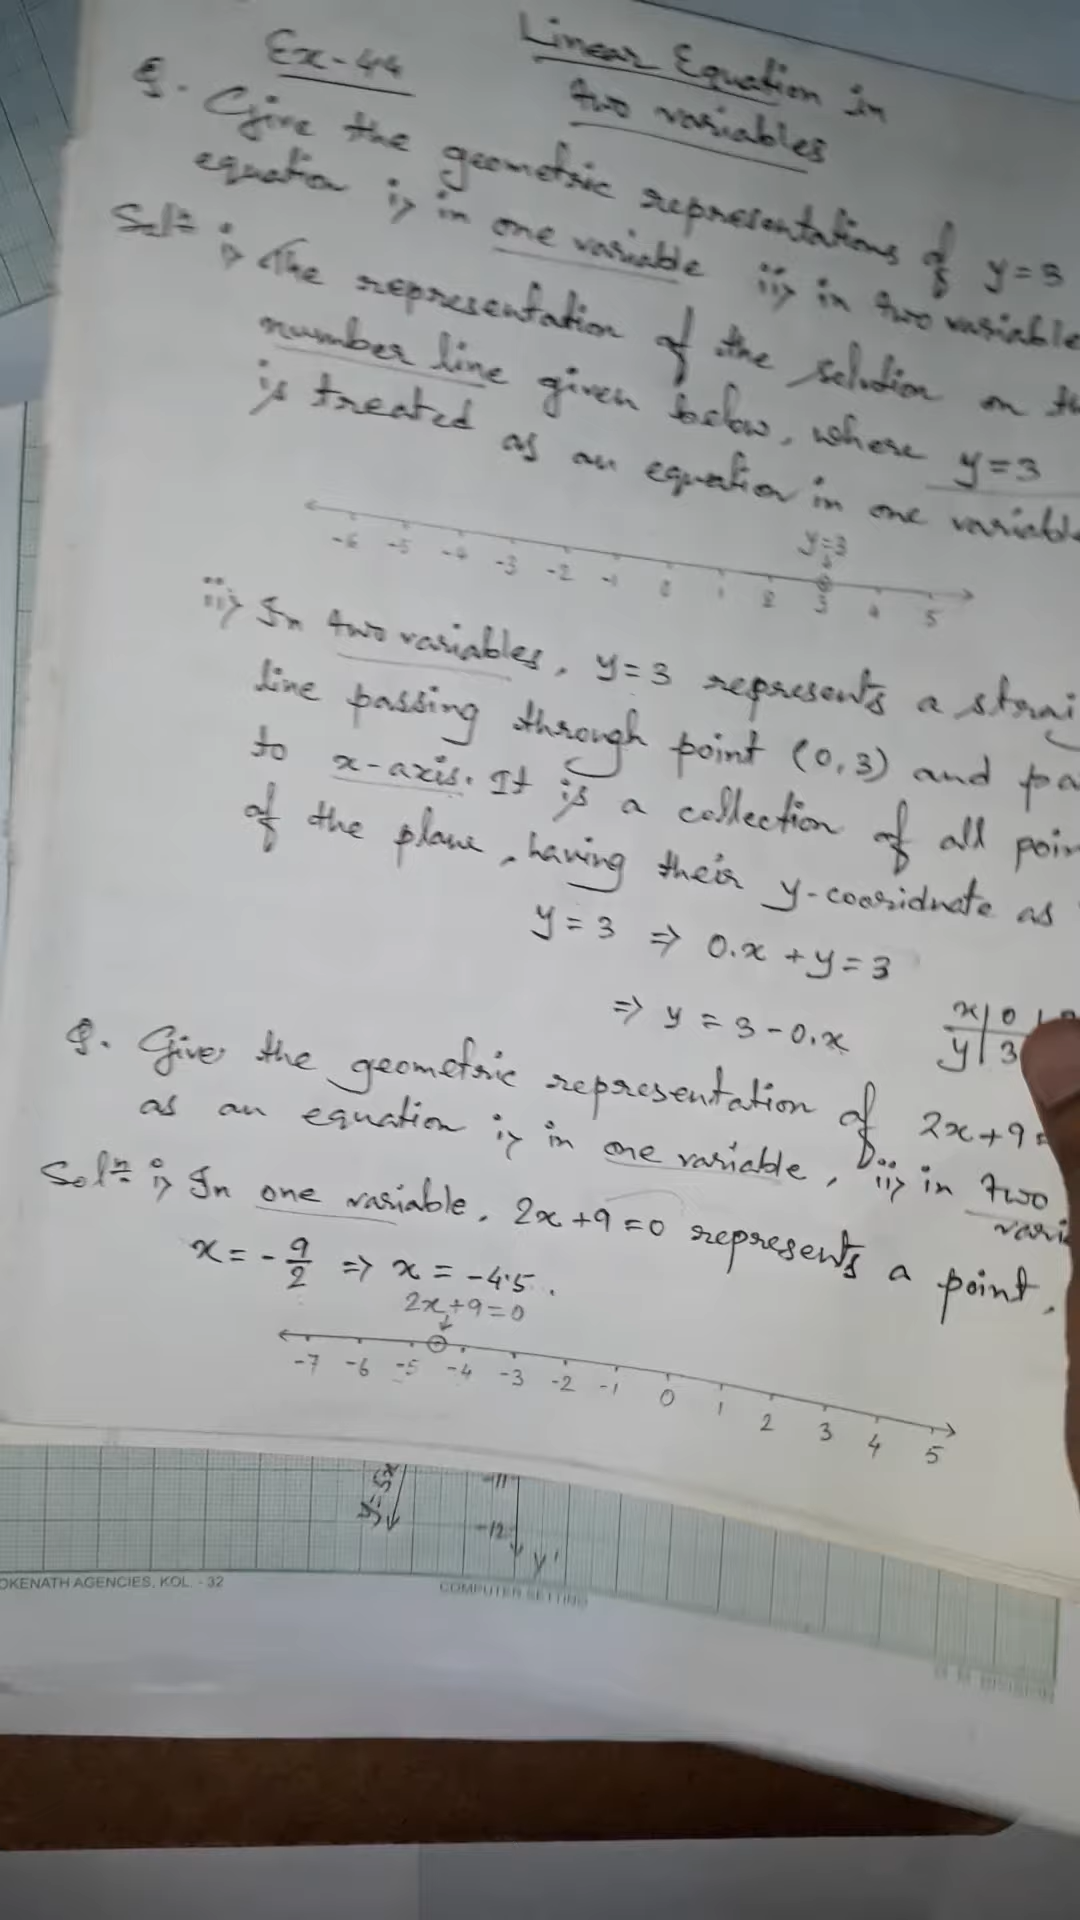 Ex-4.4
Linear Equation in
two variables
Q. Give the geometric representations of y=3
equation i> in one variable ii> in two variable
Solⁿ= i> The representation of the solution on
number line given below, where y=3
is treated as an equation in one variable
y=3
-6 -5 -4 -3 -2 -1 0 1 2 3 4 5
ii> In two variables, y=3 represents a
line passing through point (0,3) and
to x-axis. It is a collection of all
of the plane, having their y-cooridnate as
y = 3 ⇒ 0.x + y = 3
⇒ y = 3 - 0.x
x | 0 |
y | 3
Q. Give the geometric representation of 2x+9=
as an equation i> in one variable, ii> in two
Solⁿ= i> In one variable, 2x+9=0 represents a point,
x = -9/2 ⇒ x = -4.5.
2x+9=0
-7 -6 -5 -4 -3 -2 -1 0 1 2 3 4 5
y=5x
-11
-12
y'
OKENATH AGENCIES, KOL. - 32
COMPUTER SETTING